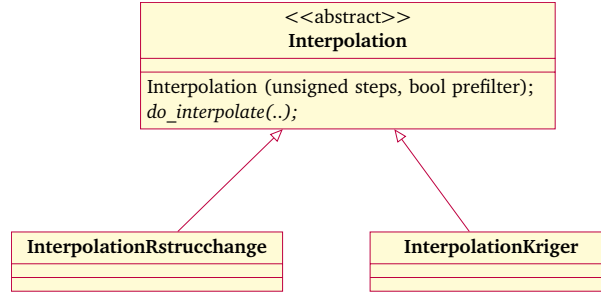 <<abstract>>
Interpolation
Interpolation (unsigned steps, bool prefilter);
do_interpolate(..);
InterpolationRstrucchange
InterpolationKriger